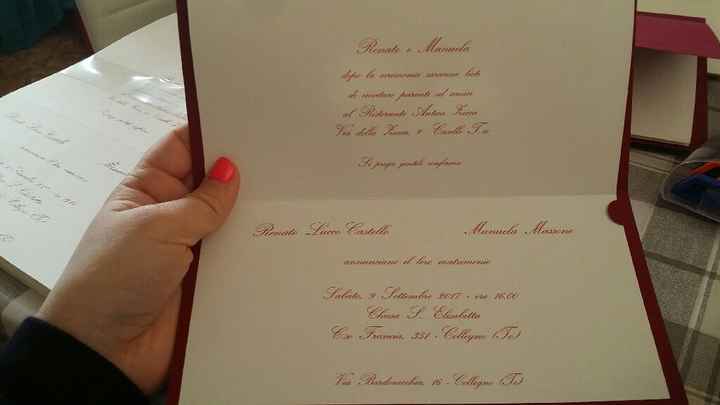 Renato e Manuela
dopo la cerimonia saranno lieti
di invitare parenti ed amici
al Ristorante Antica Zecca
Via della Zecca, 9 Caselle T.se
Si prega gentile conferma
Renato Lucco Castello Manuela Massone
annunciano il loro matrimonio
Sabato, 9 Settembre 2017 - ore 16.00
Chiesa S. Elisabetta
C.so Francia, 351 - Collegno (To)
Via Bardonecchia, 16 - Collegno (To)